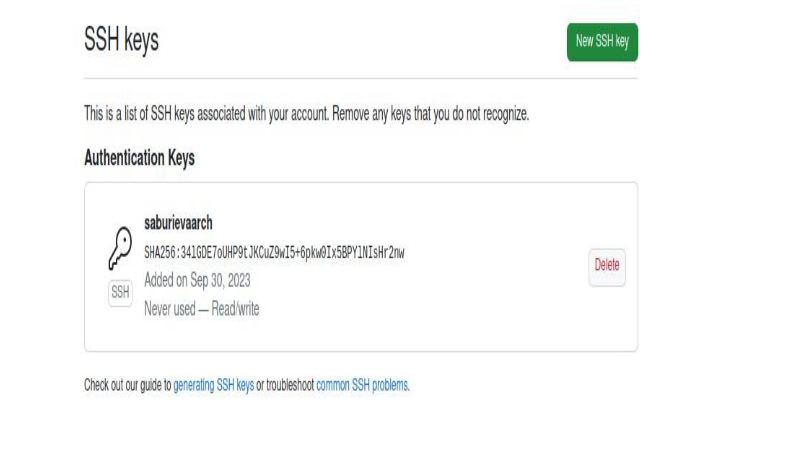 SSH keys
New SSH key
This is a list of SSH keys associated with your account. Remove any keys that you do not recognize.
Authentication Keys
saburievaarch
SHA256:341GDE7oUHP9tJKCuZ9wI5+6pkw0Ix5BPY1NIsHr2nw
Added on Sep 30, 2023
SSH
Never used — Read/write
Delete
Check out our guide to generating SSH keys or troubleshoot common SSH problems.